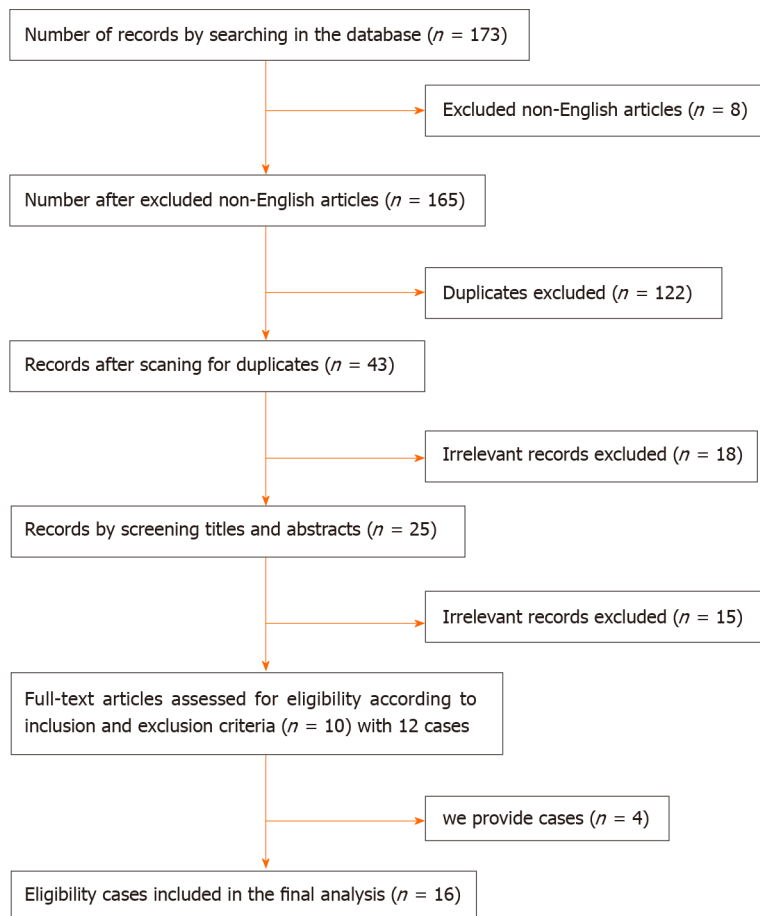 Number of records by searching in the database (n = 173)
Excluded non-English articles (n = 8)
Number after excluded non-English articles (n = 165)
Duplicates excluded (n = 122)
Records after scaning for duplicates (n = 43)
Irrelevant records excluded (n = 18)
Records by screening titles and abstracts (n = 25)
Irrelevant records excluded (n = 15)
Full-text articles assessed for eligibility according to
inclusion and exclusion criteria (n = 10) with 12 cases
we provide cases (n = 4)
Eligibility cases included in the final analysis (n = 16)